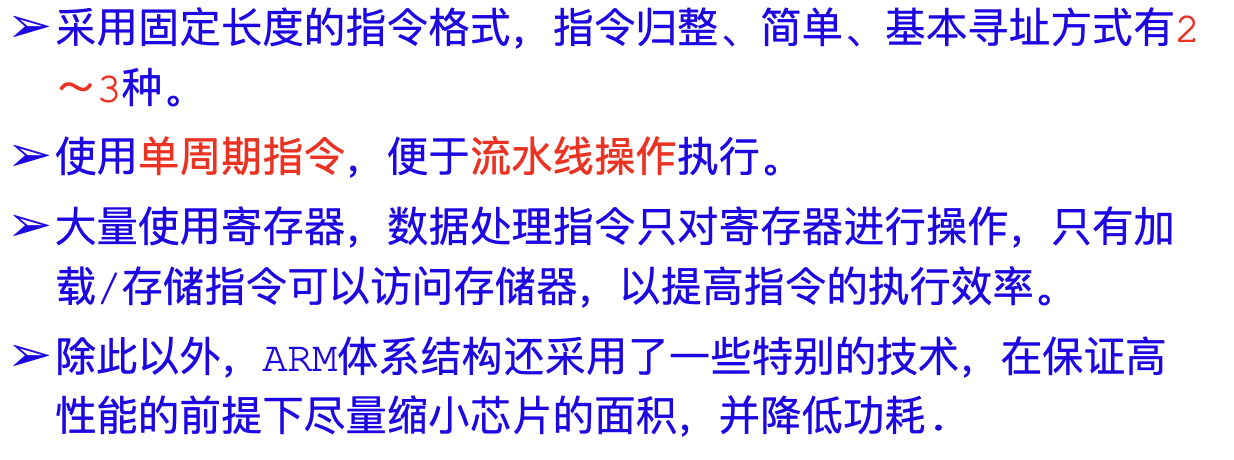 ➢采用固定长度的指令格式，指令归整、简单、基本寻址方式有2
～3种。
➢使用单周期指令，便于流水线操作执行。
➢大量使用寄存器，数据处理指令只对寄存器进行操作，只有加
载/存储指令可以访问存储器，以提高指令的执行效率。
➢除此以外，ARM体系结构还采用了一些特别的技术，在保证高
性能的前提下尽量缩小芯片的面积，并降低功耗．